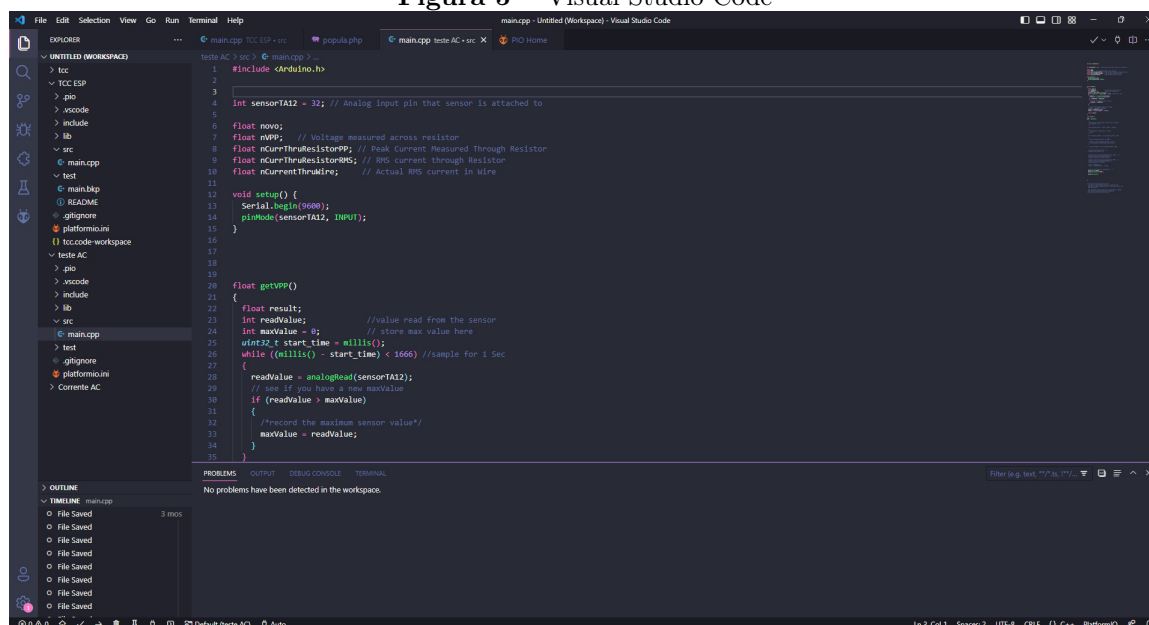 Visual Studio Code
File Edit Selection View Go Run Terminal Help
main.cpp - Untitled (Workspace) - Visual Studio Code
EXPLORER
main.cpp TCC ESP • src
popula.php
main.cpp teste AC • src
PIO Home
UNTITLED (WORKSPACE)
> tcc
TCC ESP
> .pio
> .vscode
> include
> lib
src
main.cpp
test
main.bkp
README
.gitignore
platformio.ini
{} tcc.code-workspace
teste AC
> .pio
> .vscode
> include
> lib
src
main.cpp
> test
.gitignore
platformio.ini
> Corrente AC
> OUTLINE
TIMELINE main.cpp
File Saved 3 mos
File Saved
File Saved
File Saved
File Saved
File Saved
File Saved
File Saved
teste AC > src > main.cpp > ...
1 #include <Arduino.h>
2
3
4 int sensorTA12 = 32; // Analog input pin that sensor is attached to
5
6 float novo;
7 float nVPP; // Voltage measured across resistor
8 float nCurrThruResistorPP; // Peak Current Measured Through Resistor
9 float nCurrThruResistorRMS; // RMS current through Resistor
10 float nCurrentThruWire; // Actual RMS current in Wire
11
12 void setup() {
13 Serial.begin(9600);
14 pinMode(sensorTA12, INPUT);
15 }
16
17
18
19
20 float getVPP()
21 {
22 float result;
23 int readValue; //value read from the sensor
24 int maxValue = 0; // store max value here
25 uint32_t start_time = millis();
26 while ((millis() - start_time) < 1666) //sample for 1 Sec
27 {
28 readValue = analogRead(sensorTA12);
29 // see if you have a new maxValue
30 if (readValue > maxValue)
31 {
32 /*record the maximum sensor value*/
33 maxValue = readValue;
34 }
35 }
PROBLEMS OUTPUT DEBUG CONSOLE TERMINAL
Filter (e.g. text, **/*.ts, !**/...
No problems have been detected in the workspace.
Default (teste AC) Auto
Ln 3, Col 1 Spaces: 2 UTF-8 CRLF {} C++ PlatformIO